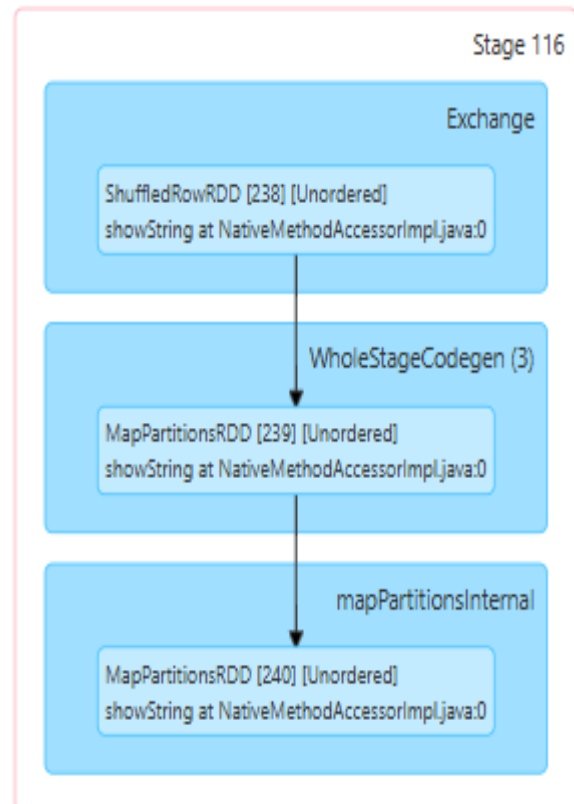 Stage 116
Exchange
ShuffledRowRDD [238] [Unordered]
showString at NativeMethodAccessorImpl.java:0
WholeStageCodegen (3)
MapPartitionsRDD [239] [Unordered]
showString at NativeMethodAccessorImpl.java:0
mapPartitionsInternal
MapPartitionsRDD [240] [Unordered]
showString at NativeMethodAccessorImpl.java:0